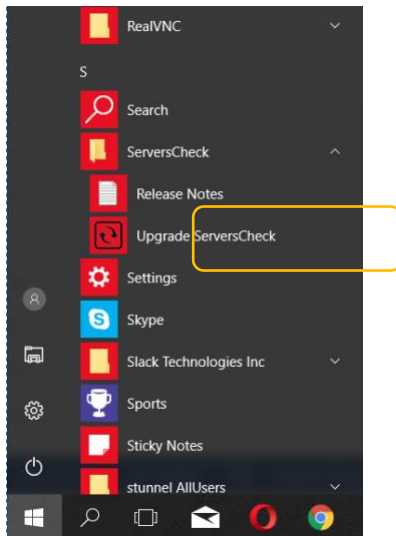 RealVNC
S
Search
ServersCheck
Release Notes
Upgrade ServersCheck
Settings
Skype
Slack Technologies Inc
Sports
Sticky Notes
stunnel AllUsers